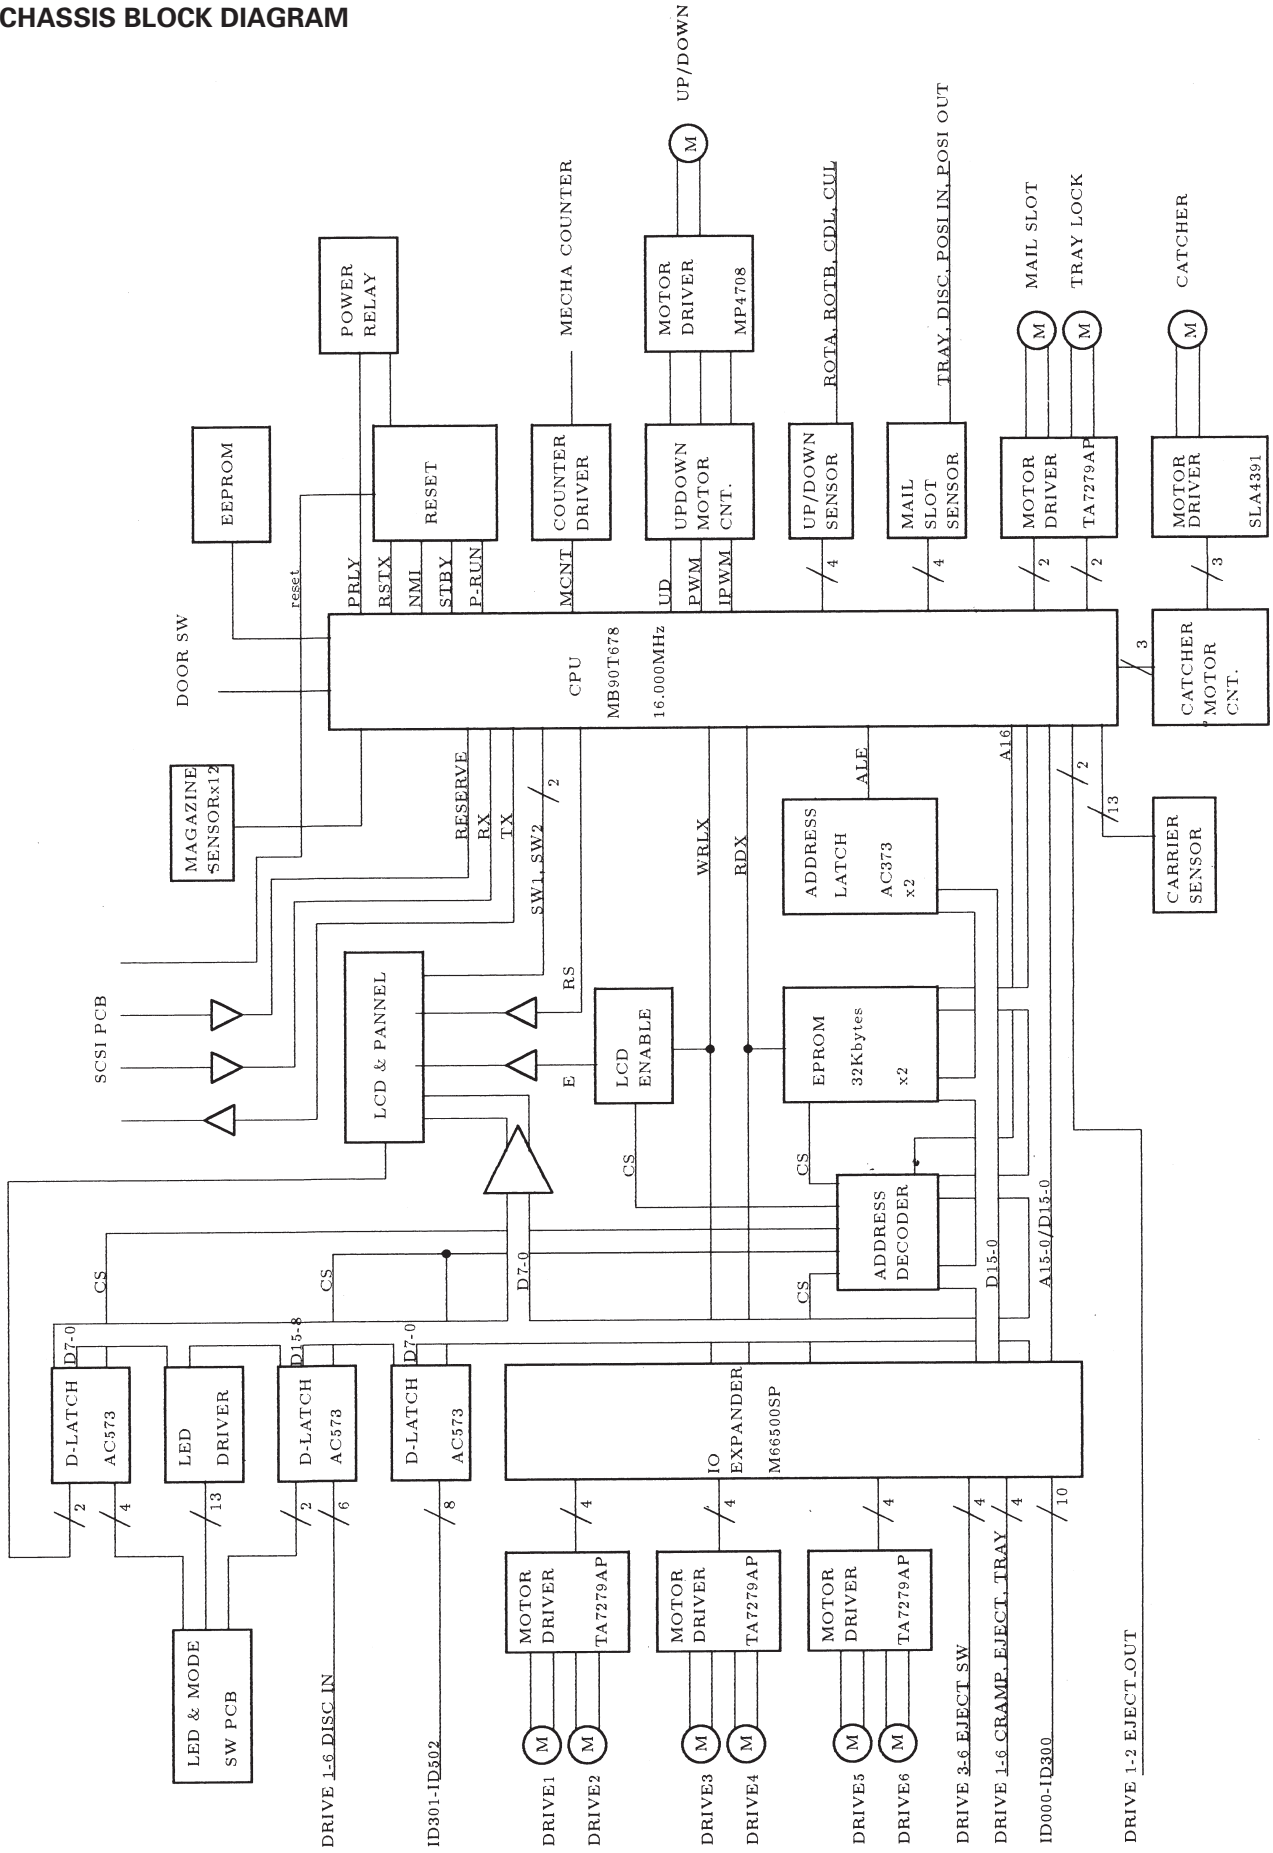 CHASSIS BLOCK DIAGRAM
UP/DOWN
M
MECHA COUNTER
ROTA, ROTB, CDL, CUL
TRAY, DISC, POSI IN, POSI OUT
MAIL SLOT
TRAY LOCK
CATCHER
POWER
RELAY
MOTOR
DRIVER
MP4708
M
M
M
EEPROM
RESET
COUNTER
DRIVER
UPDOWN
MOTOR
CNT.
UP/DOWN
SENSOR
MAIL
SLOT
SENSOR
MOTOR
DRIVER
TA7279AP
MOTOR
DRIVER
SLA4391
reset
PRLY
RSTX
NMI
STBY
P-RUN
MCNT
UD
PWM
IPWM
4
4
2
2
3
DOOR SW
CPU
MB90T678
16.000MHz
3
CATCHER
MOTOR
CNT.
MAGAZINE
SENSORx12
RESERVE
RX
TX
SW1, SW2
2
WRLX
RDX
ALE
A16
2
13
ADDRESS
LATCH
AC373
x2
CARRIER
SENSOR
SCSI PCB
LCD & PANNEL
RS
E
LCD
ENABLE
EPROM
32Kbytes
x2
CS
CS
ADDRESS
DECODER
CS
CS
CS
D7-0
D15-0
A15-0/D15-0
D7-0
D15-8
D7-0
D-LATCH
AC573
LED
DRIVER
D-LATCH
AC573
D-LATCH
AC573
IO
EXPANDER
M66500SP
2
4
13
2
6
8
4
4
4
4
4
10
LED & MODE
SW PCB
MOTOR
DRIVER
TA7279AP
MOTOR
DRIVER
TA7279AP
MOTOR
DRIVER
TA7279AP
M
M
M
M
M
M
DRIVE 1-6 DISC IN
ID301-ID502
DRIVE1
DRIVE2
DRIVE3
DRIVE4
DRIVE5
DRIVE6
DRIVE 3-6 EJECT SW
DRIVE 1-6 CRAMP, EJECT, TRAY
ID000-ID300
DRIVE 1-2 EJECT_OUT